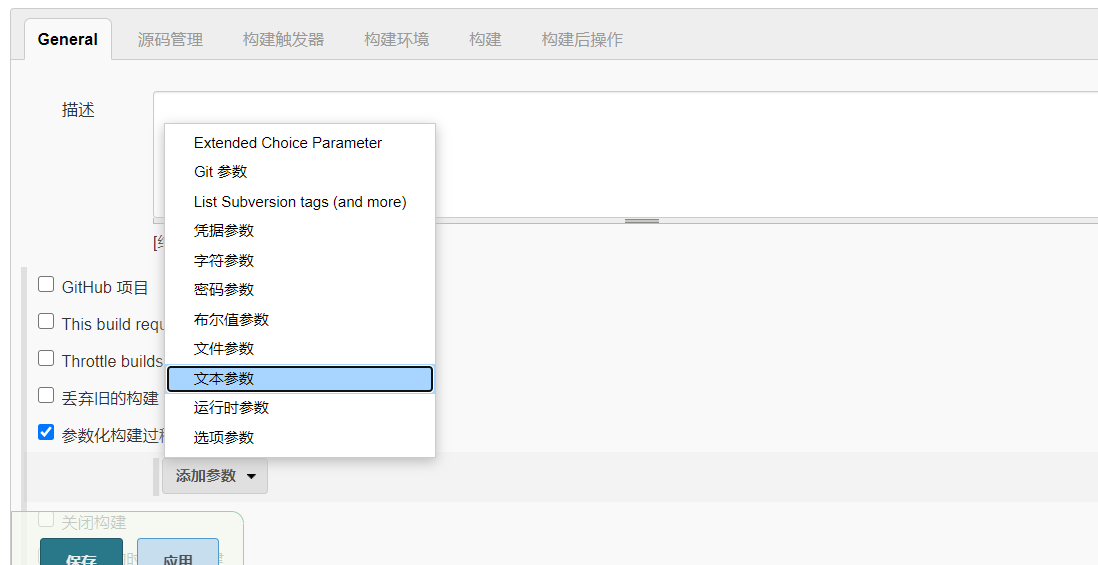 General
源码管理
构建触发器
构建环境
构建
构建后操作
描述
Extended Choice Parameter
Git 参数
List Subversion tags (and more)
凭据参数
字符参数
密码参数
布尔值参数
文件参数
文本参数
运行时参数
选项参数
GitHub 项目
This build requ
Throttle builds
丢弃旧的构建
参数化构建过程
添加参数
关闭构建
保存
应用